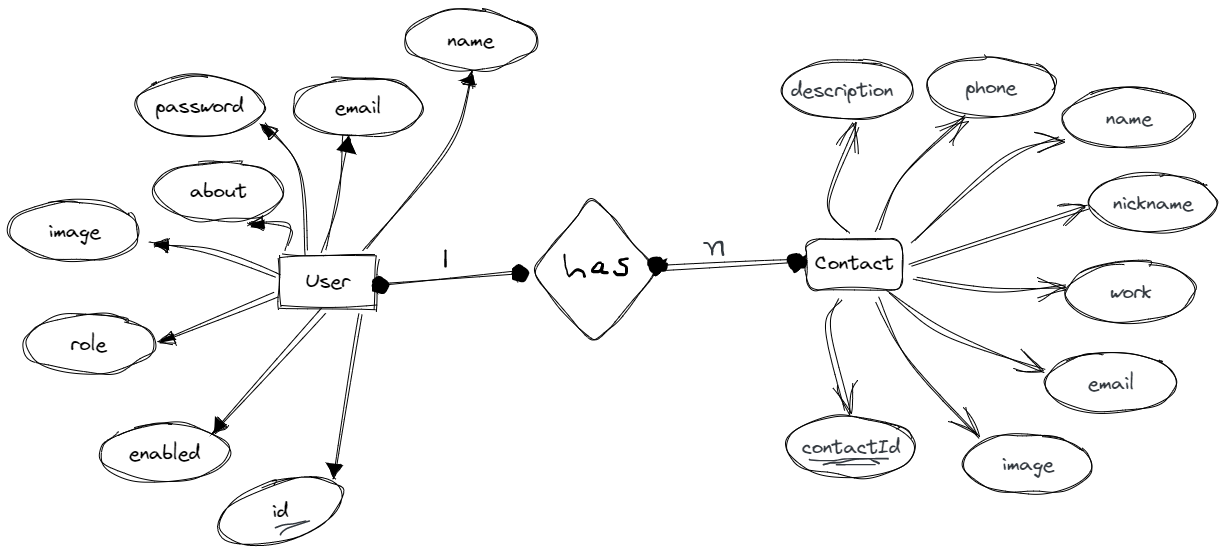 name
password
email
about
image
User
role
enabled
id
1
has
n
description
phone
name
nickname
Contact
work
email
contactId
image